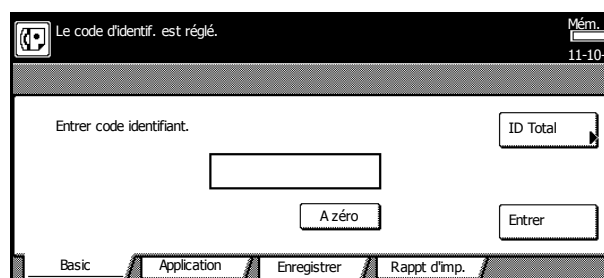 Le code d'identif. est réglé.
Mém.
11-10-
Entrer code identifiant.
ID Total
A zéro
Entrer
Basic
Application
Enregistrer
Rappt d'imp.